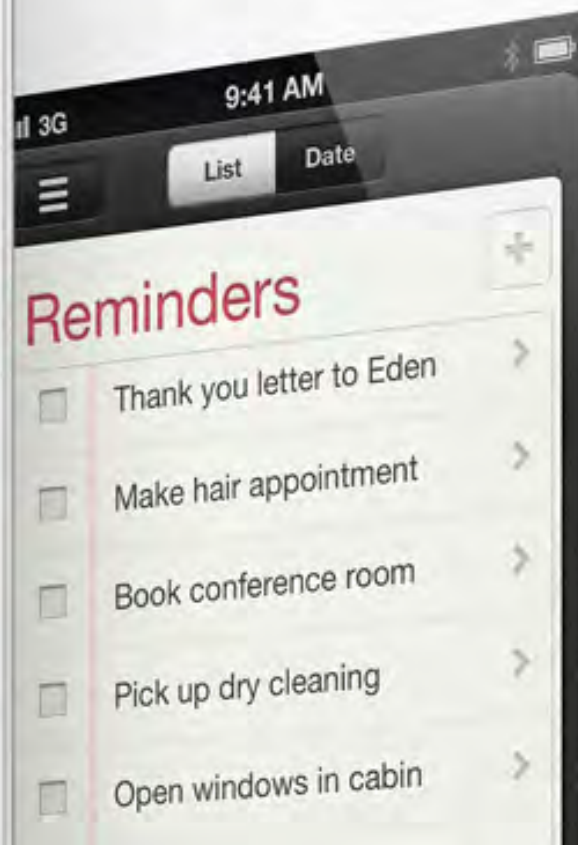 3G
9:41 AM
List
Date
Reminders
Thank you letter to Eden
Make hair appointment
Book conference room
Pick up dry cleaning
Open windows in cabin